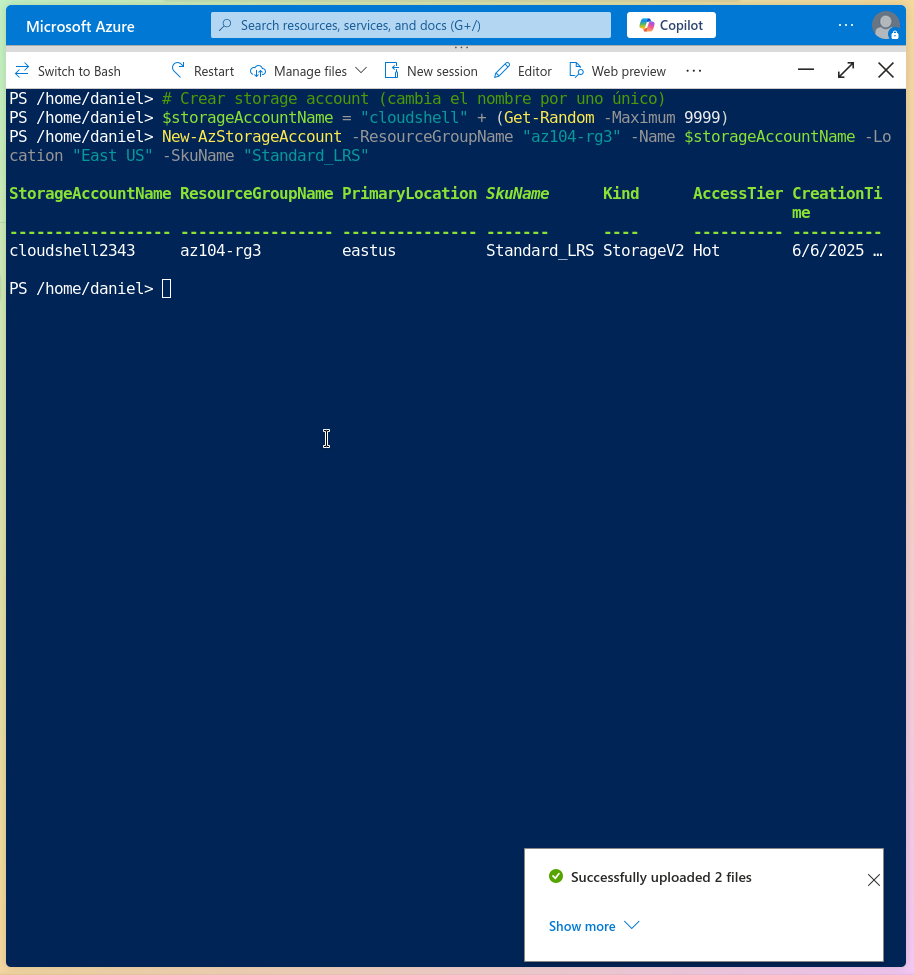 Microsoft Azure
Search resources, services, and docs (G+/)
Copilot
...
Switch to Bash
Restart
Manage files
New session
Editor
Web preview
...
PS /home/daniel> # Crear storage account (cambia el nombre por uno único)
PS /home/daniel> $storageAccountName = "cloudshell" + (Get-Random -Maximum 9999)
PS /home/daniel> New-AzStorageAccount -ResourceGroupName "az104-rg3" -Name $storageAccountName -Lo
cation "East US" -SkuName "Standard_LRS"
StorageAccountName ResourceGroupName PrimaryLocation SkuName Kind AccessTier CreationTi
me
------------------ ----------------- --------------- ------- ---- ---------- ----------
cloudshell2343 az104-rg3 eastus Standard_LRS StorageV2 Hot 6/6/2025 …
PS /home/daniel>
Successfully uploaded 2 files
Show more